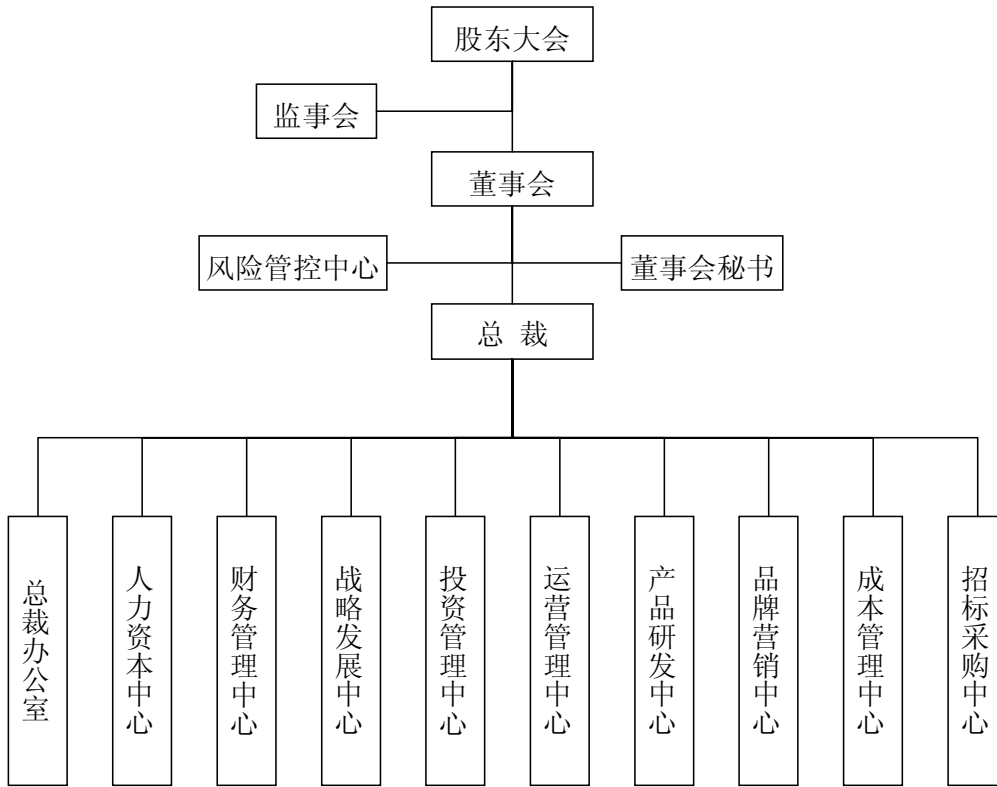 股东大会
监事会
董事会
风险管控中心
董事会秘书
总 裁
总裁办公室
人力资本中心
财务管理中心
战略发展中心
投资管理中心
运营管理中心
产品研发中心
品牌营销中心
成本管理中心
招标采购中心